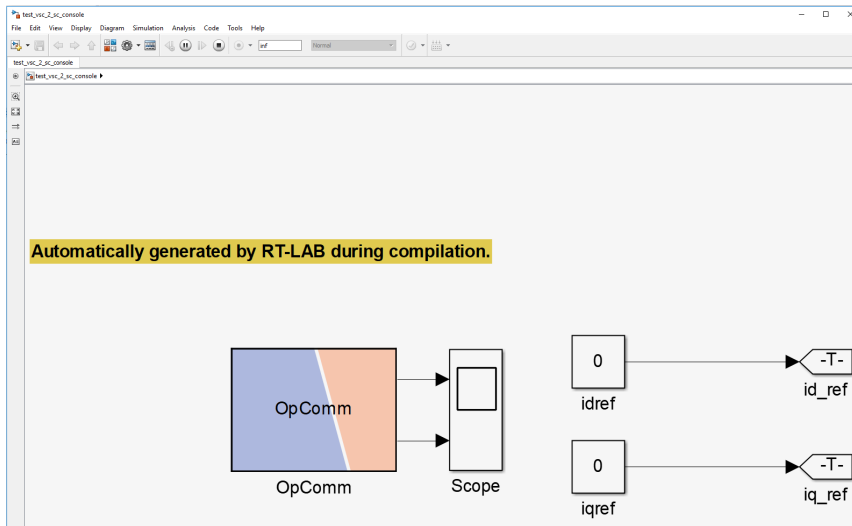 test_vsc_2_sc_console
File Edit View Display Diagram Simulation Analysis Code Tools Help
inf
Normal
test_vsc_2_sc_console
test_vsc_2_sc_console
Automatically generated by RT-LAB during compilation.
OpComm
OpComm
Scope
0
idref
-T-
id_ref
0
iqref
-T-
iq_ref